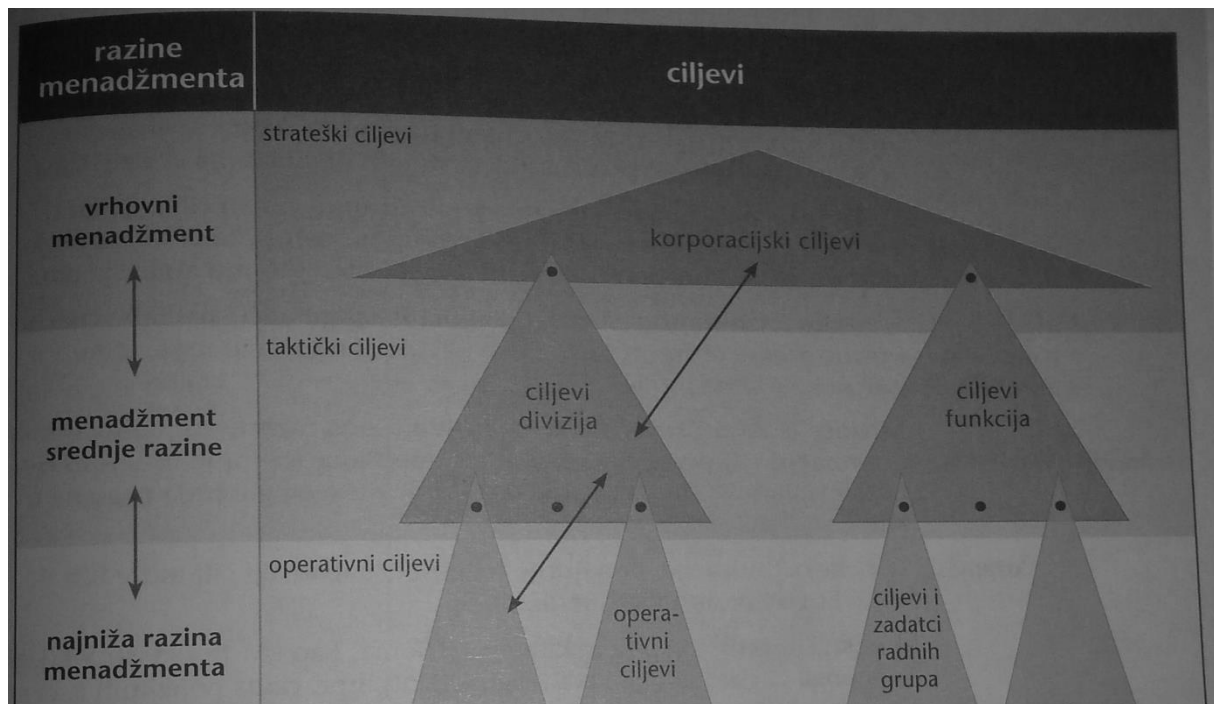 razine
menadžmenta
ciljevi
strateški ciljevi
vrhovni
menadžment
korporacijski ciljevi
taktički ciljevi
menadžment
srednje razine
ciljevi
divizija
ciljevi
funkcija
operativni ciljevi
najniža razina
menadžmenta
opera-
tivni
ciljevi
ciljevi i
zadatci
radnih
grupa